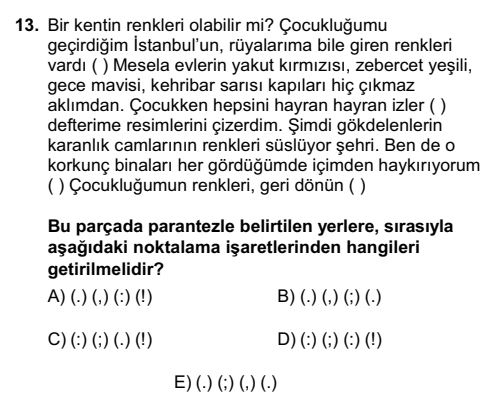 13. Bir kentin renkleri olabilir mi? Çocukluğumu
geçirdiğim İstanbul'un, rüyalarıma bile giren renkleri
vardı ( ) Mesela evlerin yakut kırmızısı, zebercet yeşili,
gece mavisi, kehribar sarısı kapıları hiç çıkmaz
aklımdan. Çocukken hepsini hayran hayran izler ( )
defterime resimlerini çizerdim. Şimdi gökdelenlerin
karanlık camlarının renkleri süslüyor şehri. Ben de o
korkunç binaları her gördüğümde içimden haykırıyorum
( ) Çocukluğumun renkleri, geri dönün ( )
Bu parçada parantezle belirtilen yerlere, sırasıyla
aşağıdaki noktalama işaretlerinden hangileri
getirilmelidir?
A) (.) (,) (:) (!) B) (.) (,) (;) (.)
C) (:) (;) (.) (!) D) (:) (;) (:) (!)
E) (.) (;) (,) (.)